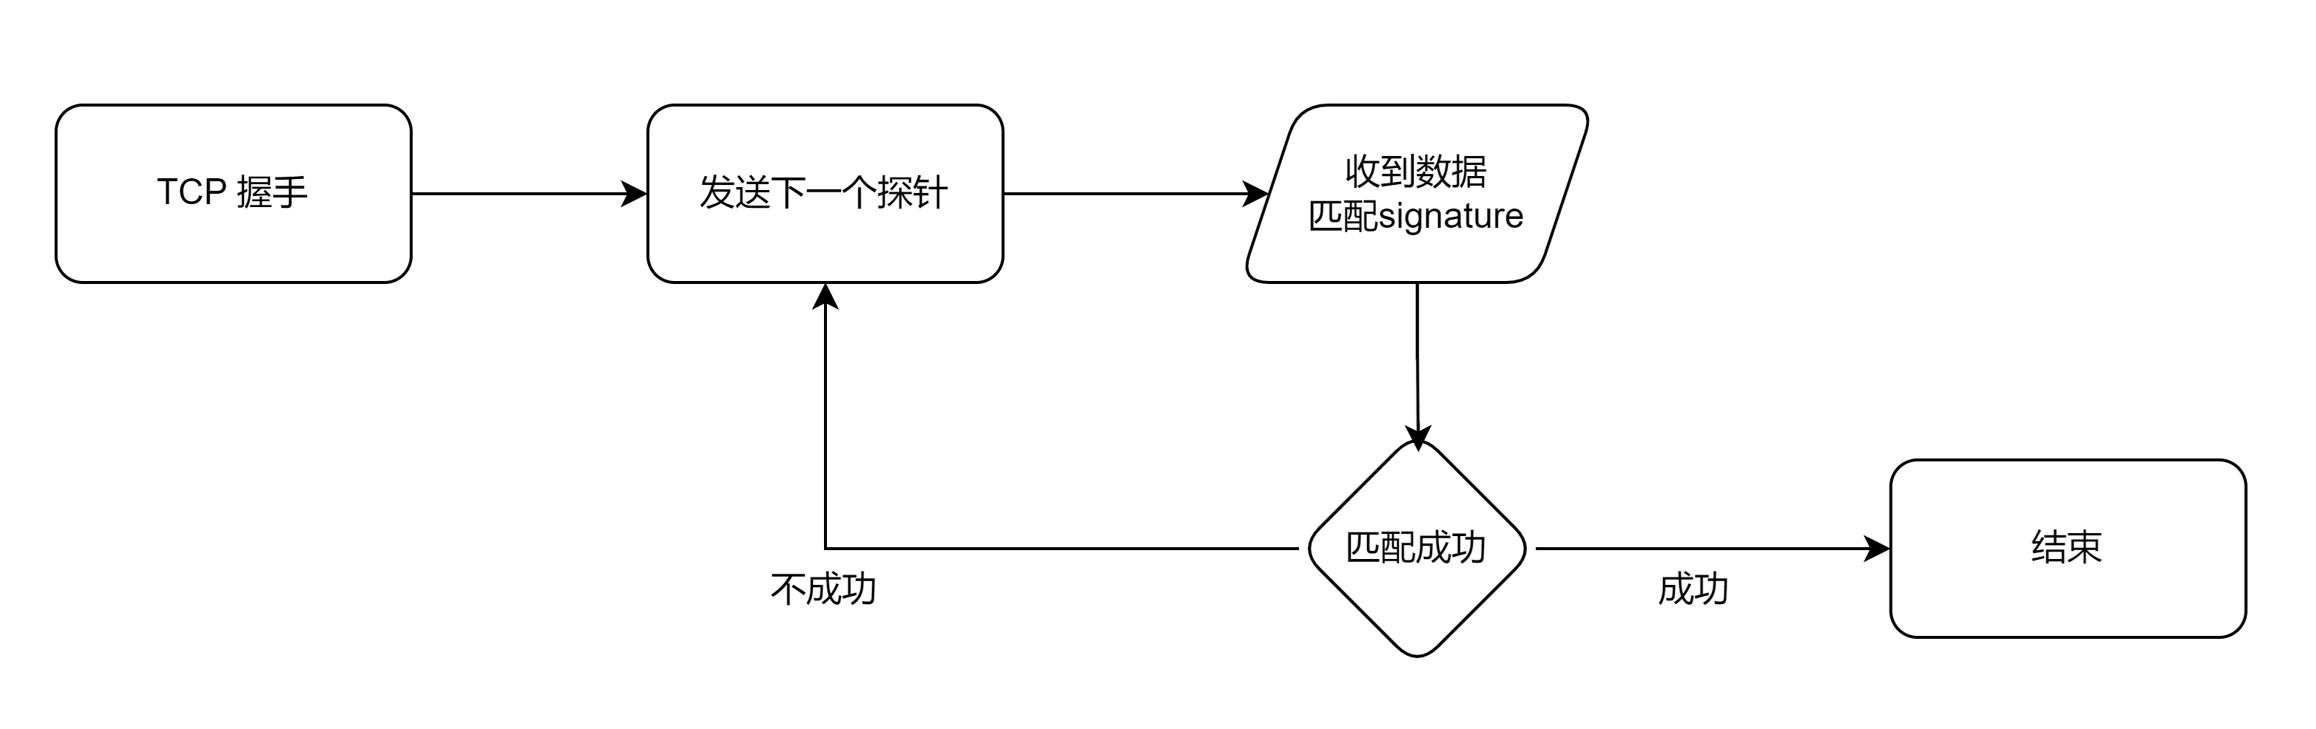 TCP 握手
发送下一个探针
收到数据
匹配signature
匹配成功
不成功
成功
结束